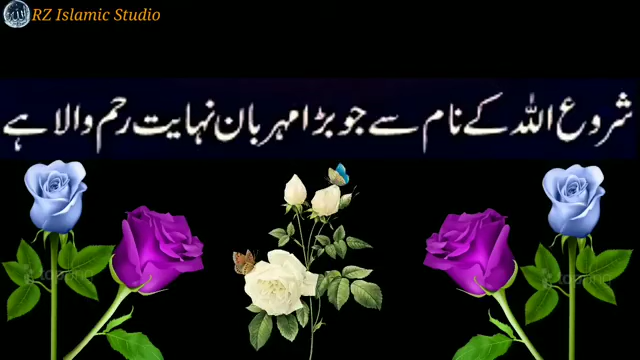 RZ Islamic Studio
شروع اللہ کے نام سے جو بڑا مہربان نہایت رحم والا ہے